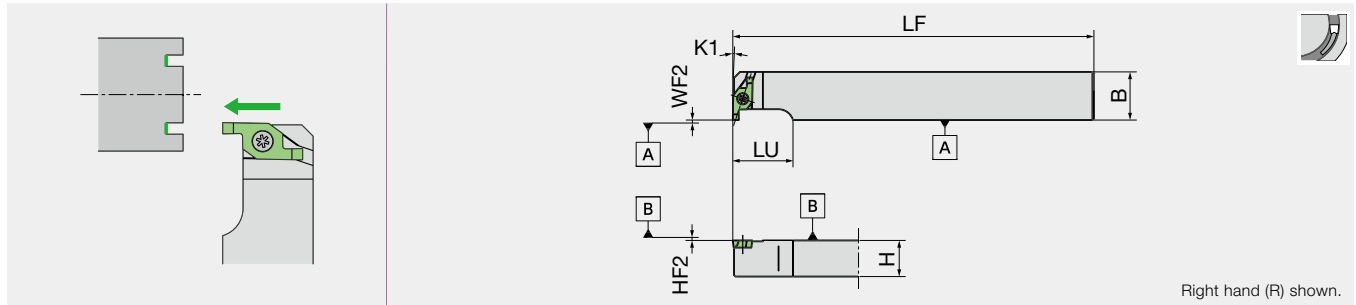 LF
K1
WF2
B
A
A
LU
B
B
HF2
H
Right hand (R) shown.